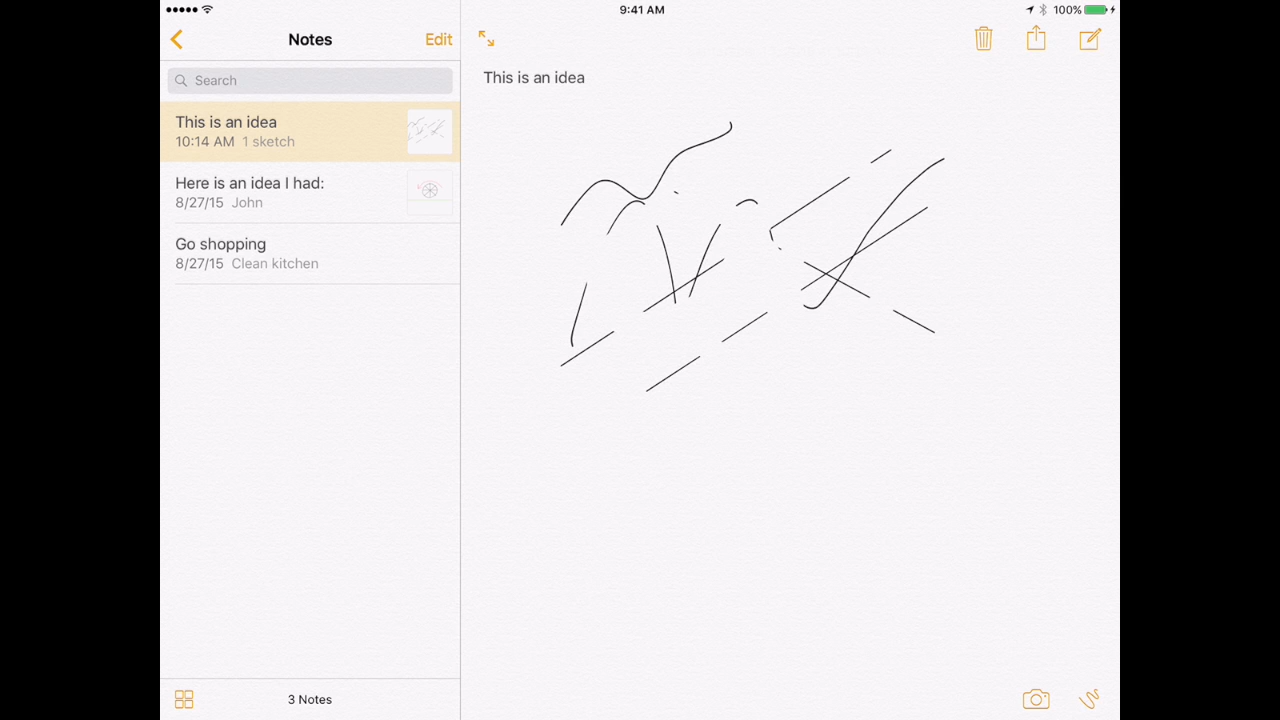 9:41 AM
100%
Notes
Edit
Search
This is an idea
10:14 AM 1 sketch
Here is an idea I had:
8/27/15 John
Go shopping
8/27/15 Clean kitchen
3 Notes
This is an idea